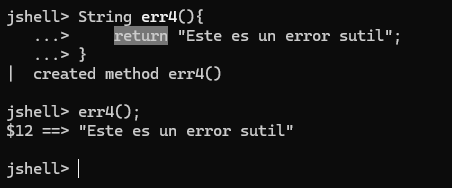 jshell> String err4(){
...> return "Este es un error sutil";
...> }
| created method err4()
jshell> err4();
$12 ==> "Este es un error sutil"
jshell>